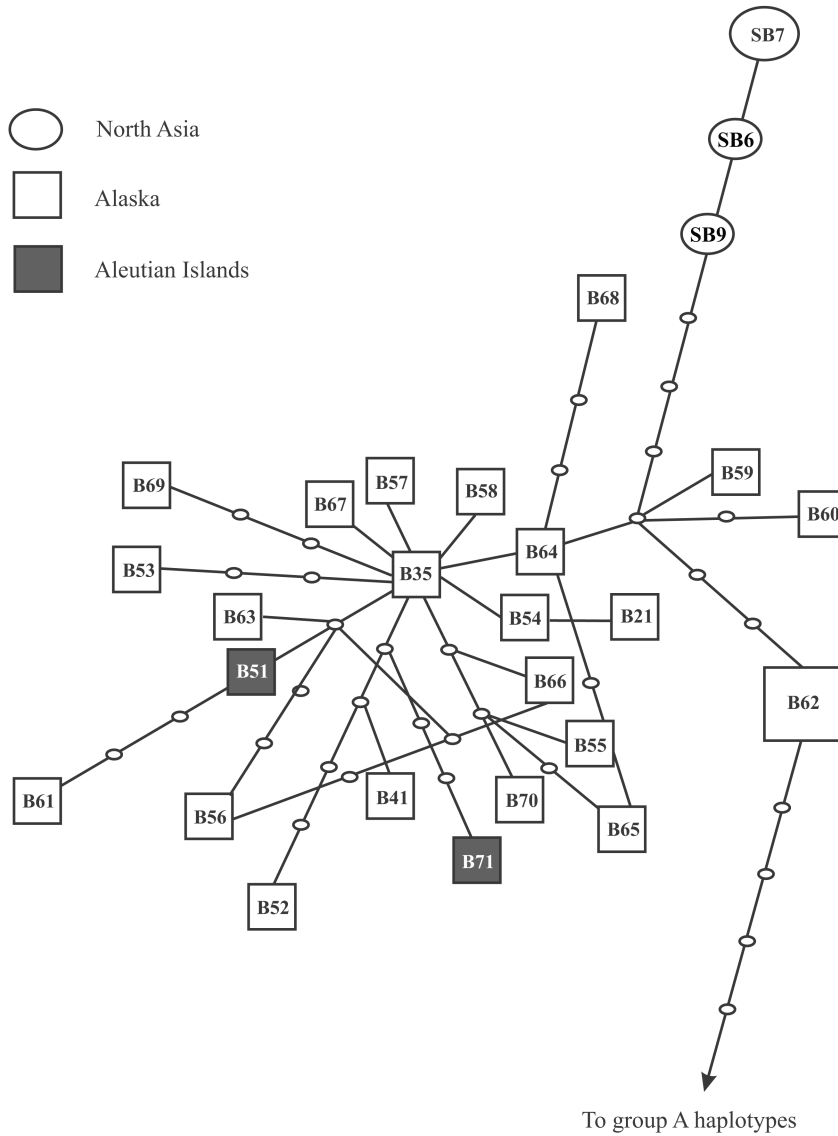 SB7
North Asia
SB6
Alaska
SB9
Aleutian Islands
B68
B69
B57
B59
B67
B58
B60
B53
B35
B64
B63
B54
B21
B51
B66
B62
B55
B61
B56
B41
B70
B65
B71
B52
To group A haplotypes